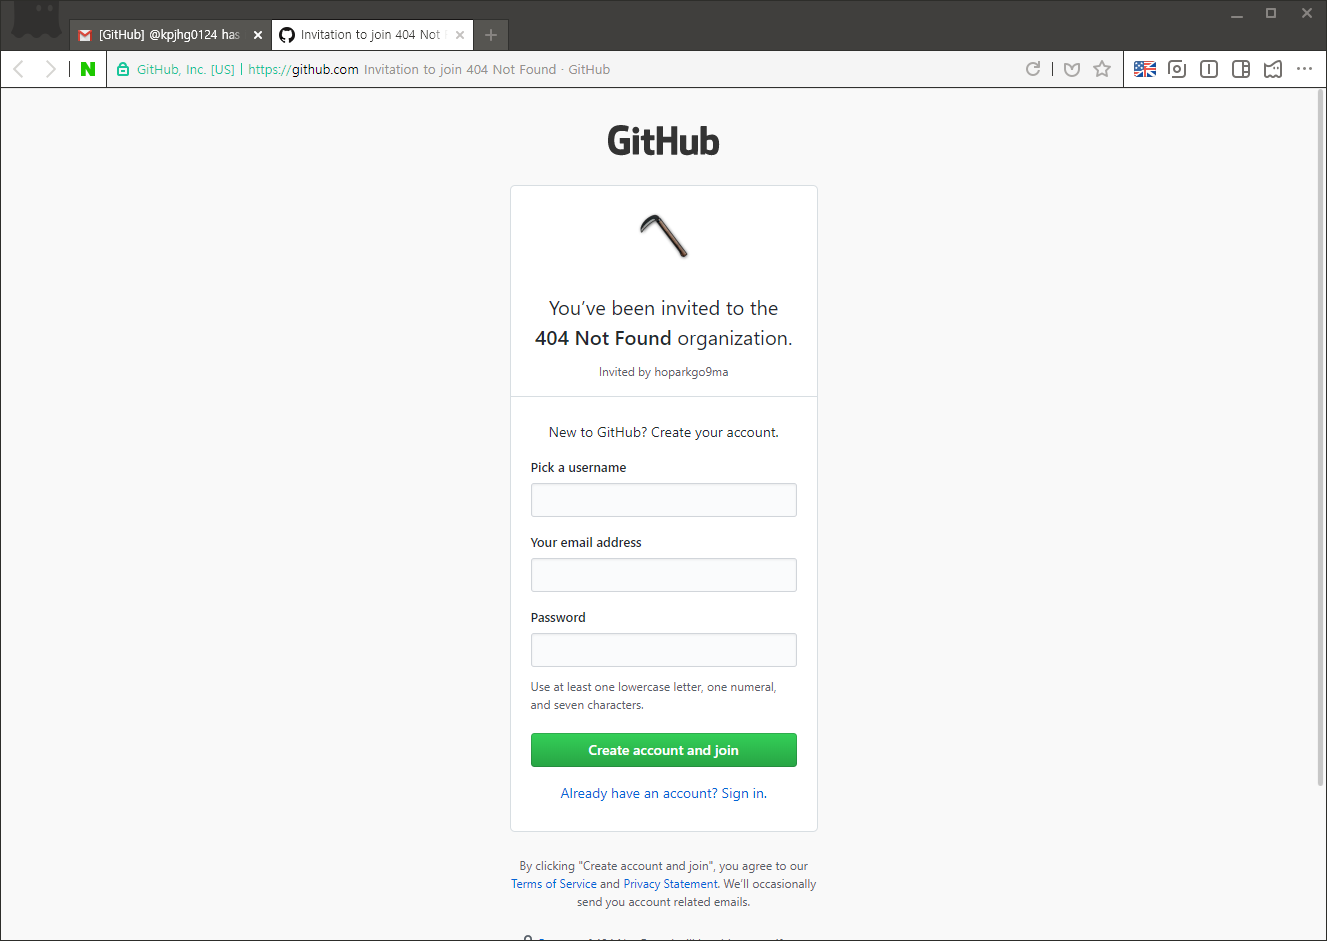 [GitHub] @kpjhg0124 has
Invitation to join 404 Not
N
GitHub, Inc. [US] | https://github.com Invitation to join 404 Not Found · GitHub
GitHub
You've been invited to the
404 Not Found organization.
Invited by hoparkgo9ma
New to GitHub? Create your account.
Pick a username
Your email address
Password
Use at least one lowercase letter, one numeral,
and seven characters.
Create account and join
Already have an account? Sign in.
By clicking "Create account and join", you agree to our
Terms of Service and Privacy Statement. We'll occasionally
send you account related emails.